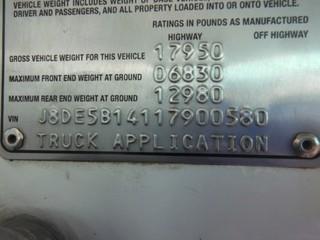 VEHICLE WEIGHT INCLUDES WEIGHT OF BASE VEHICLE
DRIVER AND PASSENGERS, AND ALL PROPERTY LOADED INTO OR ONTO VEHICLE.
RATINGS IN POUNDS AS MANUFACTURED
HIGHWAY OFF HIGHWAY
GROSS VEHICLE WEIGHT FOR THIS VEHICLE 17950
MAXIMUM FRONT END WEIGHT AT GROUND 06830
MAXIMUM REAR END WEIGHT AT GROUND 12980
VIN J8DE5B14117900580
TRUCK APPLICATION